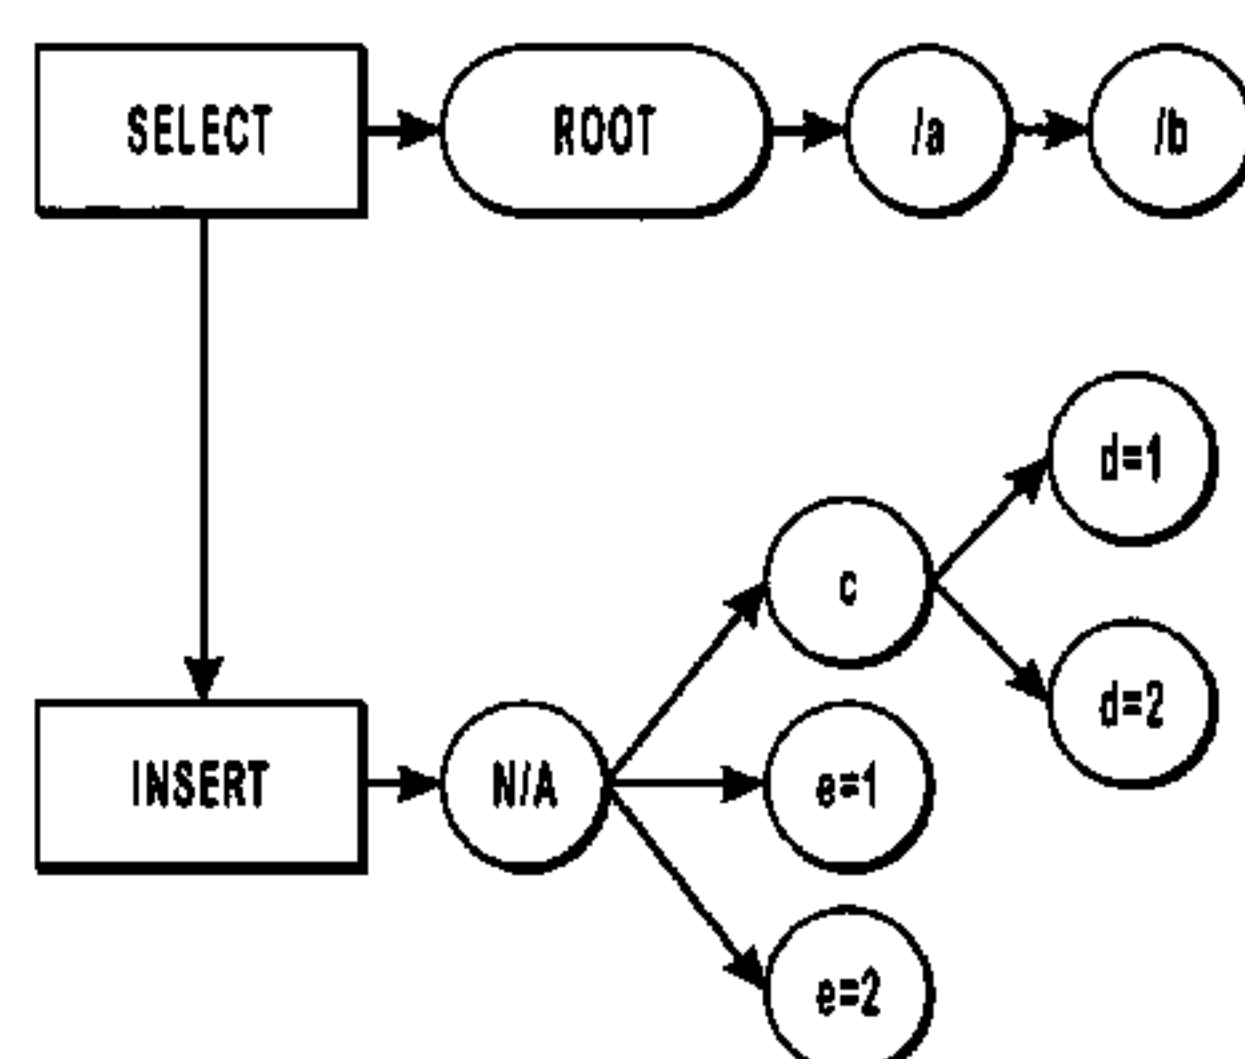 SELECT ROOT /a /b
d=1
c
d=2
INSERT N/A e=1
e=2